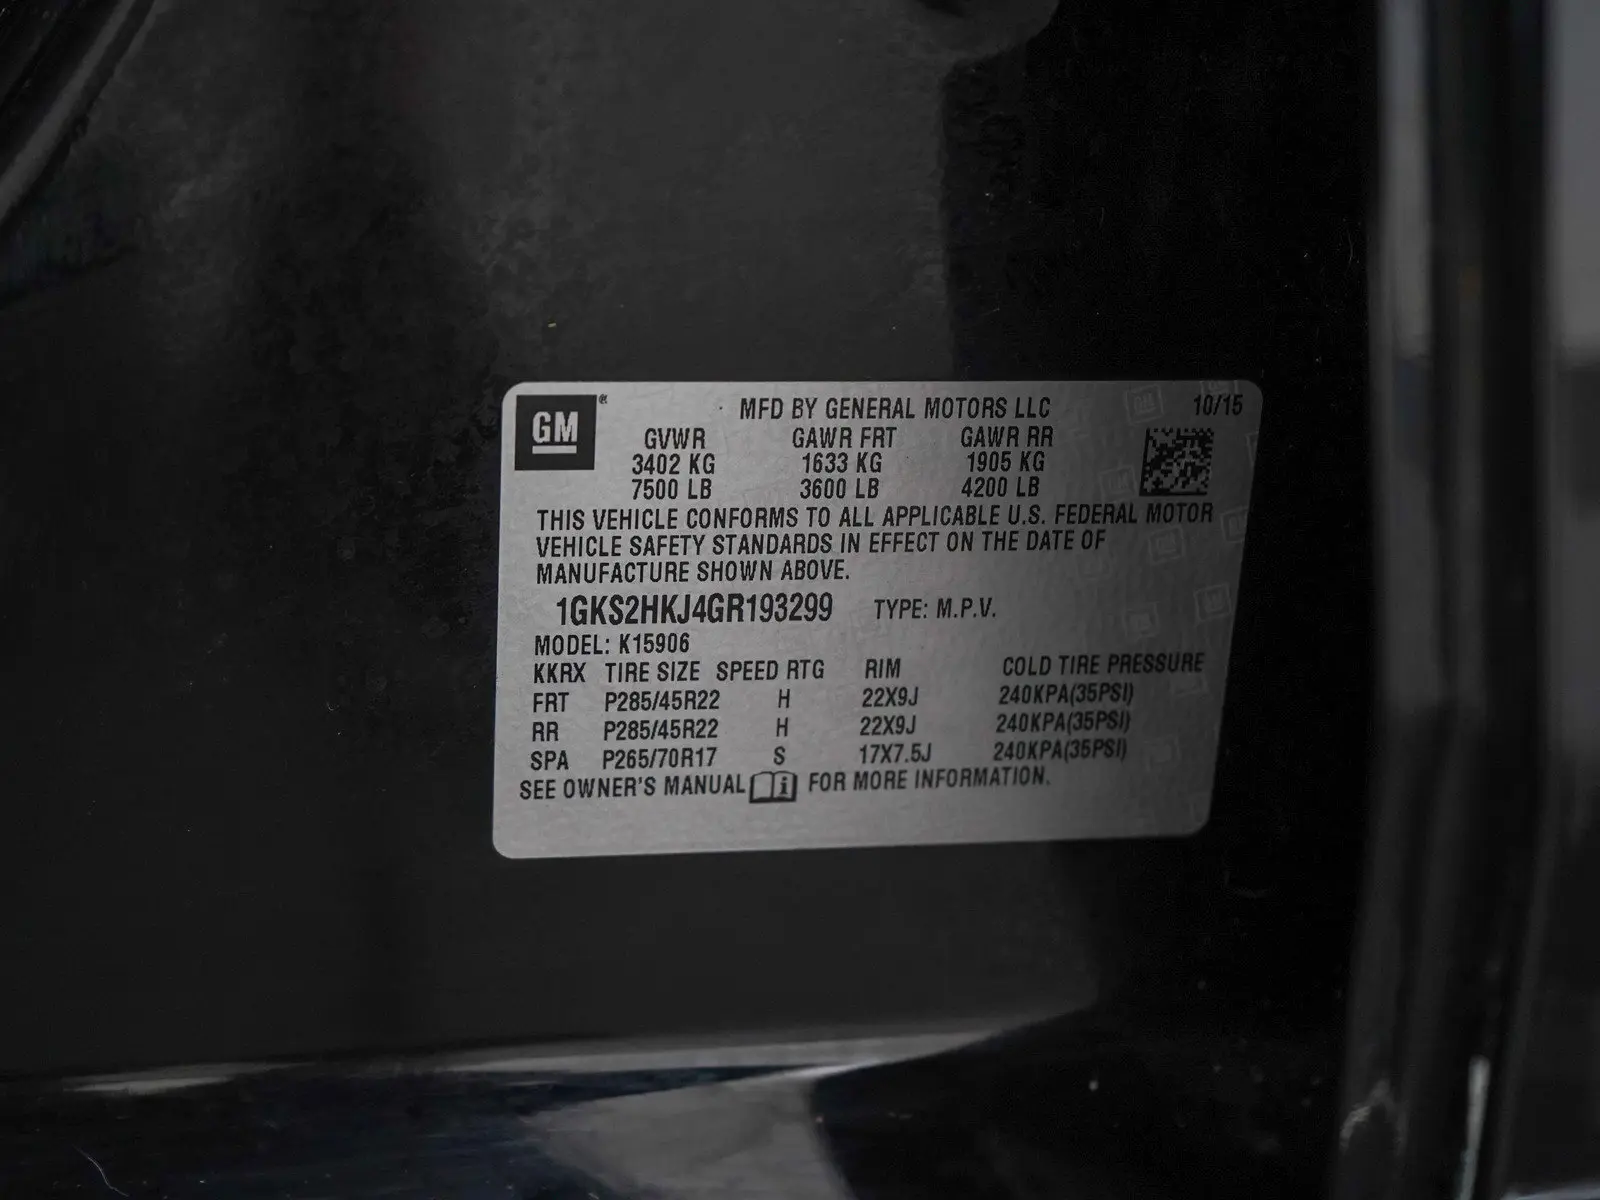 GM® MFD BY GENERAL MOTORS LLC 10/15
GVWR GAWR FRT GAWR RR
3402 KG 1633 KG 1905 KG
7500 LB 3600 LB 4200 LB
THIS VEHICLE CONFORMS TO ALL APPLICABLE U.S. FEDERAL MOTOR
VEHICLE SAFETY STANDARDS IN EFFECT ON THE DATE OF
MANUFACTURE SHOWN ABOVE.
1GKS2HKJ4GR193299 TYPE: M.P.V.
MODEL: K15906
KKRX TIRE SIZE SPEED RTG RIM COLD TIRE PRESSURE
FRT P285/45R22 H 22X9J 240KPA(35PSI)
RR P285/45R22 H 22X9J 240KPA(35PSI)
SPA P265/70R17 S 17X7.5J 240KPA(35PSI)
SEE OWNER'S MANUAL i FOR MORE INFORMATION.